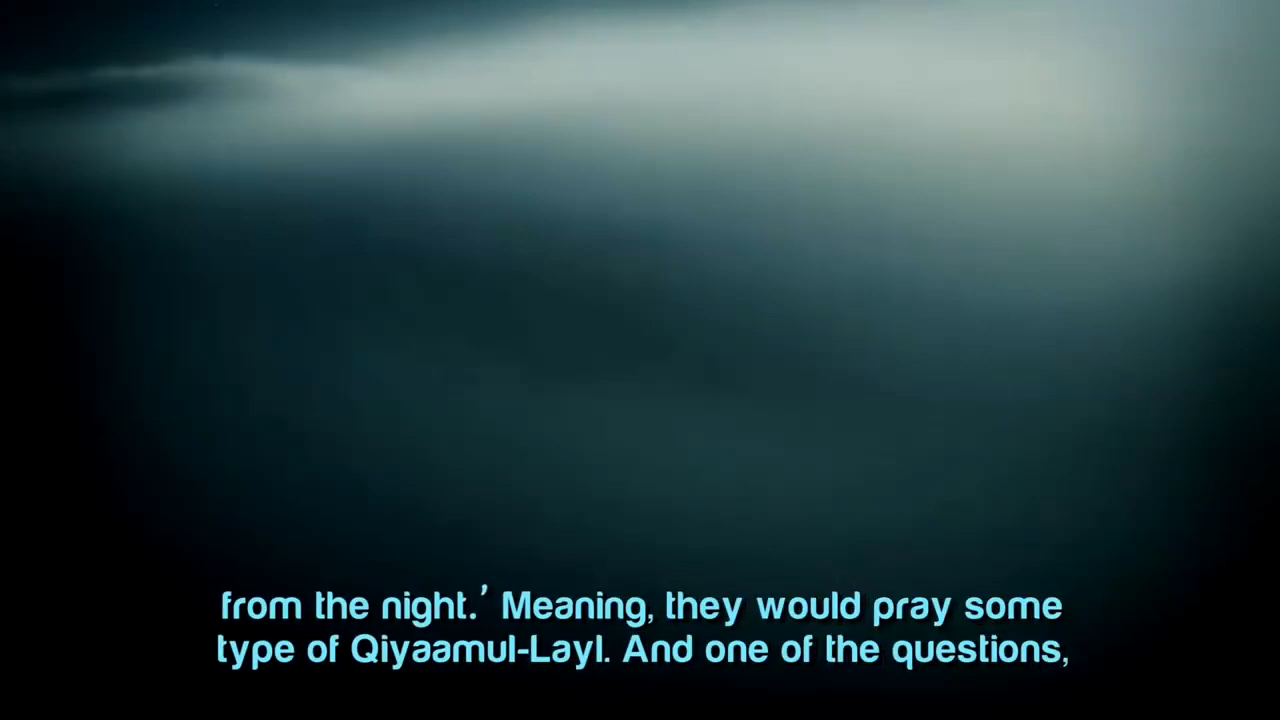 from the night.’ Meaning, they would pray some
type of Qiyaamul-Layl. And one of the questions,